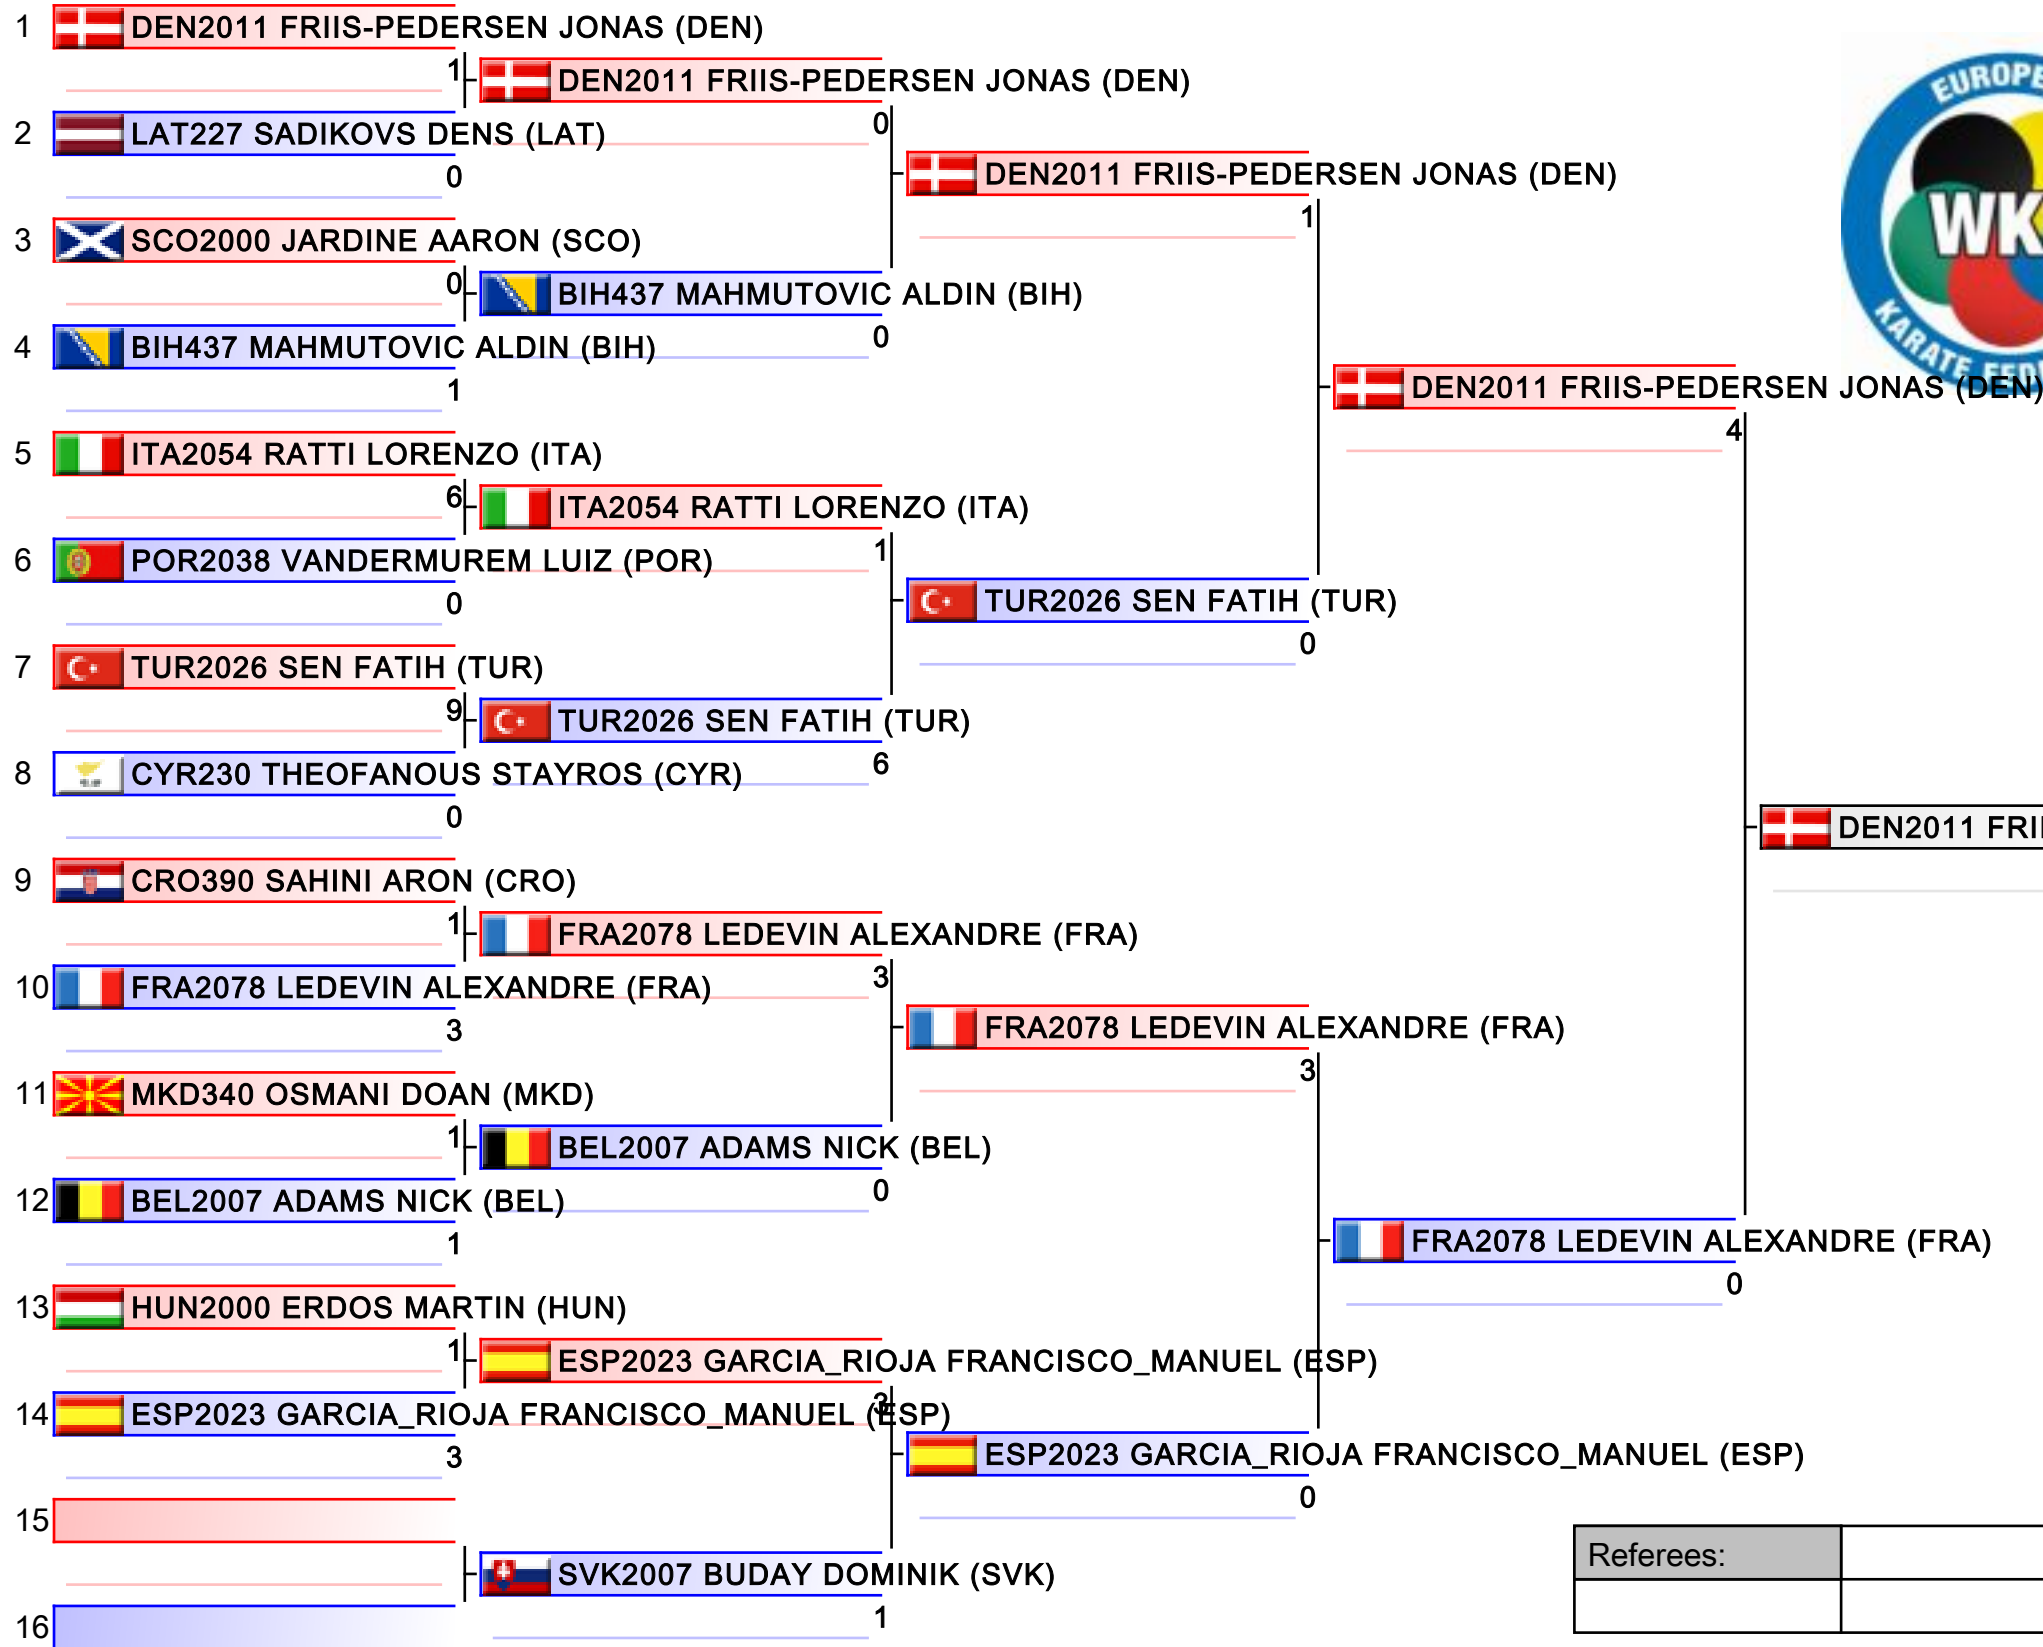 1 DEN2011 FRIIS-PEDERSEN JONAS (DEN)
1 DEN2011 FRIIS-PEDERSEN JONAS (DEN)
2 LAT227 SADIKOVS DENS (LAT)
0
0
DEN2011 FRIIS-PEDERSEN JONAS (DEN)
1
3 SCO2000 JARDINE AARON (SCO)
0 BIH437 MAHMUTOVIC ALDIN (BIH)
0
4 BIH437 MAHMUTOVIC ALDIN (BIH)
1
DEN2011 FRIIS-PEDERSEN JONAS (DEN)
4
5 ITA2054 RATTI LORENZO (ITA)
6 ITA2054 RATTI LORENZO (ITA)
1
6 POR2038 VANDERMUREM LUIZ (POR)
0
TUR2026 SEN FATIH (TUR)
0
7 TUR2026 SEN FATIH (TUR)
9 TUR2026 SEN FATIH (TUR)
6
8 CYR230 THEOFANOUS STAYROS (CYR)
0
DEN2011 FRI
9 CRO390 SAHINI ARON (CRO)
1 FRA2078 LEDEVIN ALEXANDRE (FRA)
3
10 FRA2078 LEDEVIN ALEXANDRE (FRA)
3
FRA2078 LEDEVIN ALEXANDRE (FRA)
3
11 MKD340 OSMANI DOAN (MKD)
1 BEL2007 ADAMS NICK (BEL)
0
12 BEL2007 ADAMS NICK (BEL)
1
FRA2078 LEDEVIN ALEXANDRE (FRA)
0
13 HUN2000 ERDOS MARTIN (HUN)
1 ESP2023 GARCIA_RIOJA FRANCISCO_MANUEL (ESP)
3
14 ESP2023 GARCIA_RIOJA FRANCISCO_MANUEL (ESP)
3
ESP2023 GARCIA_RIOJA FRANCISCO_MANUEL (ESP)
0
15
SVK2007 BUDAY DOMINIK (SVK)
1
16
EUROPE
WK
KARATE FED
Referees: